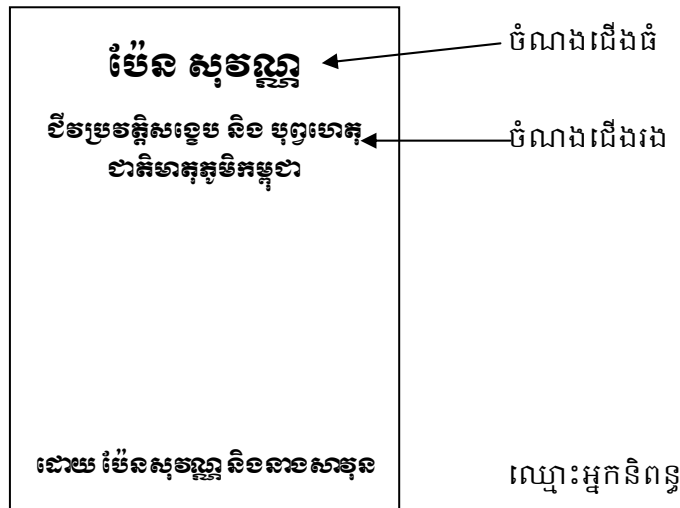 ប៉ែន សុវណ្ណ
ចំណងជើងធំ
ជីវប្រវត្តិសង្ខេប និង បុព្វហេតុ
ជាតិមាតុភូមិកម្ពុជា
ចំណងជើងរង
ដោយ ប៉ែនសុវណ្ណ និងនាងសាវុន
ឈ្មោះអ្នកនិពន្ធ